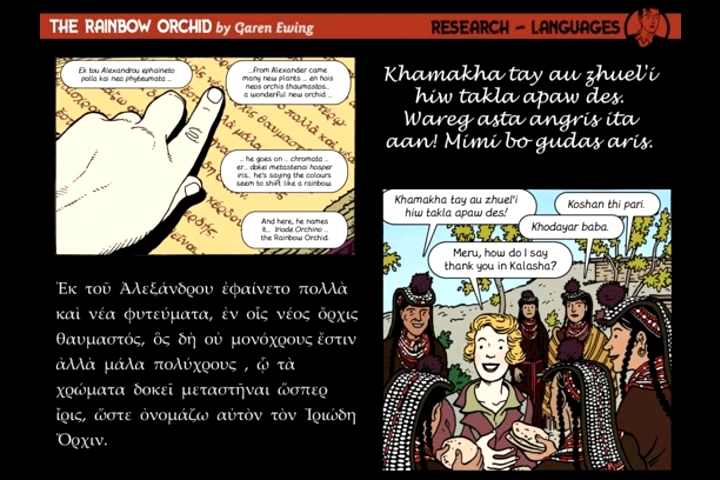 THE RAINBOW ORCHID by Garen Ewing
RESEARCH – LANGUAGES
Ek tou Alexandrou ephaineto
polla kai nea phyteumata ...
...from Alexander came
many new plants .. en hois
neos orchis thaumastos..
a wonderful new orchid ..
.. he goes on .. chromata ..
er.. dokei metastenai hosper
iris.. he's saying the colours
seem to shift like a rainbow.
And here, he names
it... Iriode Orchino ..
the Rainbow Orchid.
Ἐκ τοῦ Ἀλεξάνδρου ἐφαίνετο πολλὰ
καὶ νέα φυτεύματα, ἐν οἷς νέος ὄρχις
θαυμαστός, ὃς δὴ οὐ μονόχρους ἔστιν
ἀλλὰ μάλα πολύχρους , ᾧ τὰ
χρώματα δοκεῖ μεταστῆναι ὥσπερ
ἶρις, ὥστε ὀνομάζω αὐτὸν τὸν Ἰριώδη
Ὄρχιν.
Khamakha tay au zhuel'i
hiw takla apaw des.
Wareg asta angris ita
aan! Mimi bo gudas aris.
Khamakha tay au zhuel'i
hiw takla apaw des!
Koshan thi pari.
Khodayar baba.
Meru, how do I say
thank you in Kalasha?